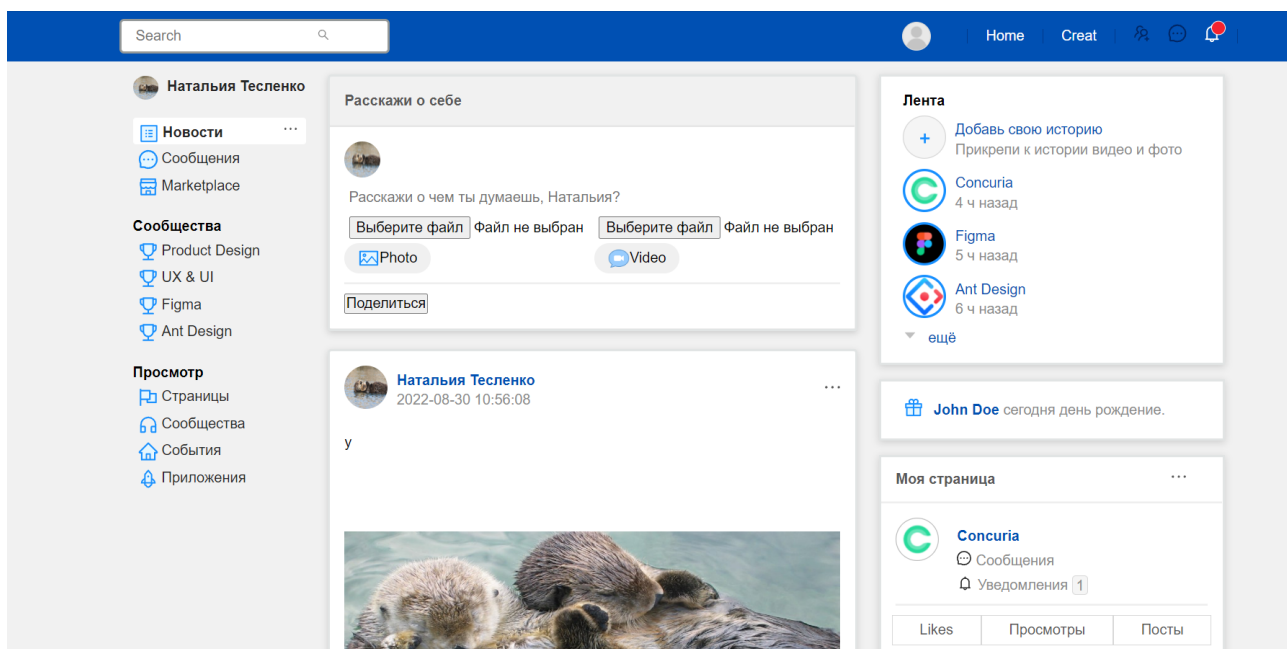 Search
Home
Creat
Наталья Тесленко
Новости
Сообщения
Marketplace
Сообщества
Product Design
UX & UI
Figma
Ant Design
Просмотр
Страницы
Сообщества
События
Приложения
Расскажи о себе
Расскажи о чем ты думаешь, Наталья?
Выберите файл Файл не выбран Выберите файл Файл не выбран
Photo Video
Поделиться
Наталья Тесленко
2022-08-30 10:56:08
у
Лента
Добавь свою историю
Прикрепи к истории видео и фото
Concuria
4 ч назад
Figma
5 ч назад
Ant Design
6 ч назад
ещё
John Doe сегодня день рождение.
Моя страница
Concuria
Сообщения
Уведомления 1
Likes Просмотры Посты